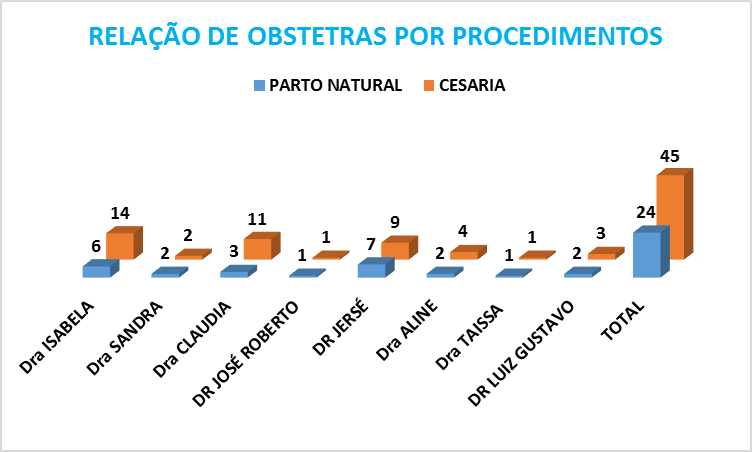 RELAÇÃO DE OBSTETRAS POR PROCEDIMENTOS
PARTO NATURAL CESARIA
6 14
2 2
3 11
1 1
7 9
2 4
1 1
2 3
24 45
Dra ISABELA
Dra SANDRA
Dra CLAUDIA
DR JOSÉ ROBERTO
DR JERSÉ
Dra ALINE
Dra TAISSA
DR LUIZ GUSTAVO
TOTAL